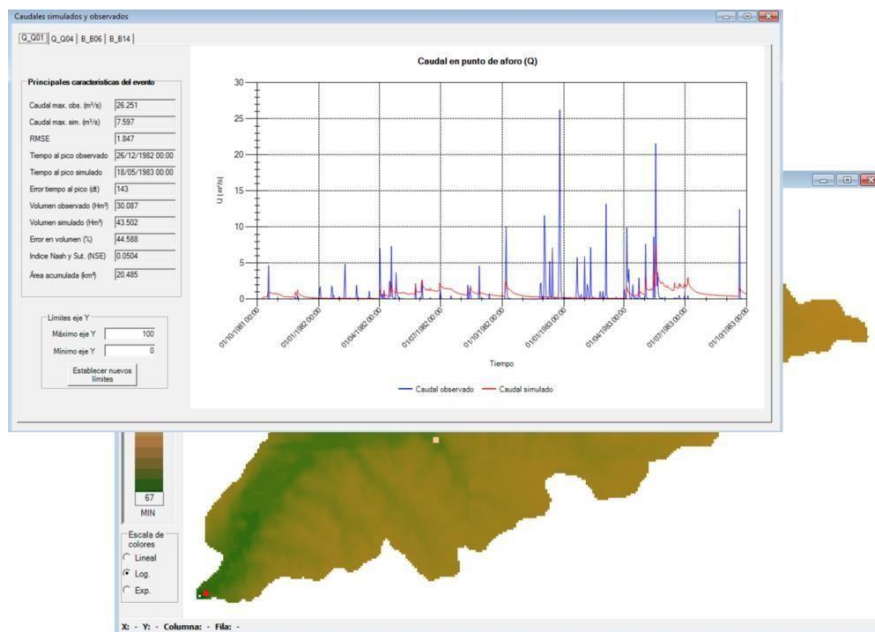 Caudales simulados y observados
Q_Q01 Q_Q04 B_B06 B_B14
Principales características del evento
Caudal max. obs. (m³/s) 26.251
Caudal max. sim. (m³/s) 7.597
RMSE 1.847
Tiempo al pico observado 26/12/1982 00:00
Tiempo al pico simulado 18/05/1983 00:00
Error tiempo al pico (dt) 143
Volumen observado (Hm³) 30.087
Volumen simulado (Hm³) 43.502
Error en volumen (%) 44.588
Indice Nash y Sut. (NSE) 0.0504
Área acumulada (km²) 20.485
Límites eje Y
Máximo eje Y 100
Mínimo eje Y 0
Establecer nuevos
límites
Caudal en punto de aforo (Q)
Q (m³/s)
30
25
20
15
10
5
0
01/10/1981 00:00
01/01/1982 00:00
01/04/1982 00:00
01/07/1982 00:00
01/10/1982 00:00
01/01/1983 00:00
01/04/1983 00:00
01/07/1983 00:00
01/10/1983 00:00
Tiempo
Caudal observado Caudal simulado
67
MIN
Escala de
colores
Lineal
Log.
Exp.
X: - Y: - Columna: - Fila: -